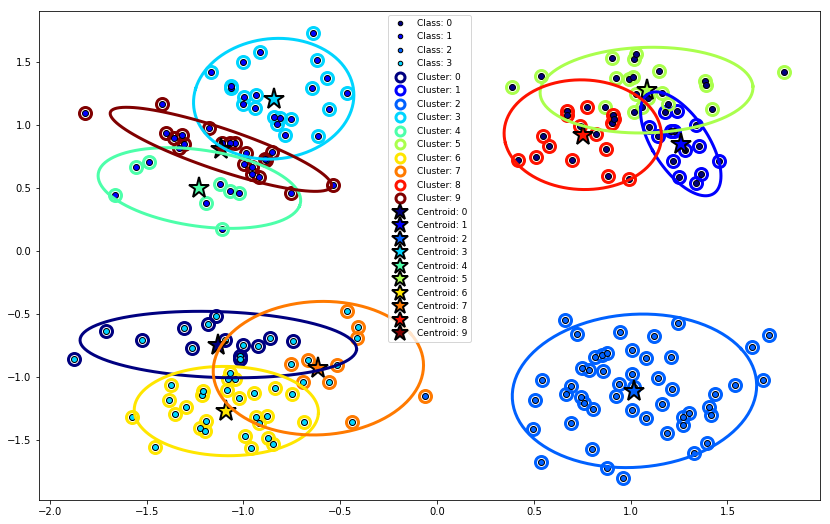 Class: 0
Class: 1
Class: 2
Class: 3
Cluster: 0
Cluster: 1
Cluster: 2
Cluster: 3
Cluster: 4
Cluster: 5
Cluster: 6
Cluster: 7
Cluster: 8
Cluster: 9
Centroid: 0
Centroid: 1
Centroid: 2
Centroid: 3
Centroid: 4
Centroid: 5
Centroid: 6
Centroid: 7
Centroid: 8
Centroid: 9
1.5
1.0
0.5
0.0
−0.5
−1.0
−1.5
−2.0 −1.5 −1.0 −0.5 0.0 0.5 1.0 1.5